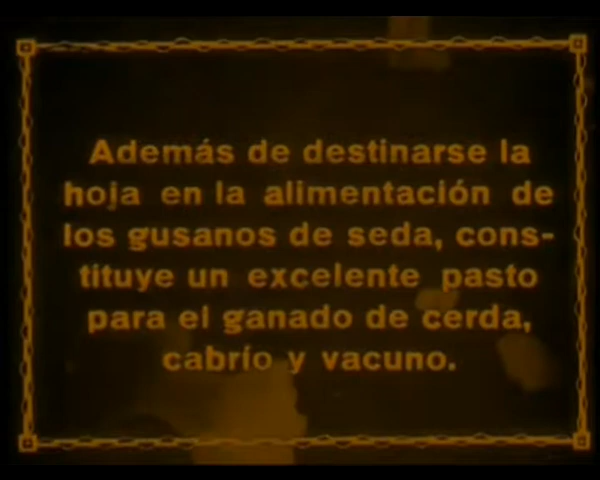 Además de destinarse la
hoja en la alimentación de
los gusanos de seda, cons-
tituye un excelente pasto
para el ganado de cerda,
cabrío y vacuno.